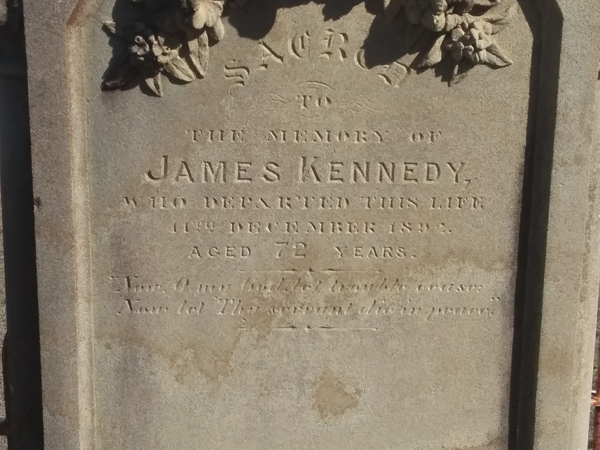 SACRED
TO
THE MEMORY OF
JAMES KENNEDY,
WHO DEPARTED THIS LIFE
11TH DECEMBER 1892.
AGED 72 YEARS.
"Now, O my God, let trouble cease;
Now let Thy servant die in peace."